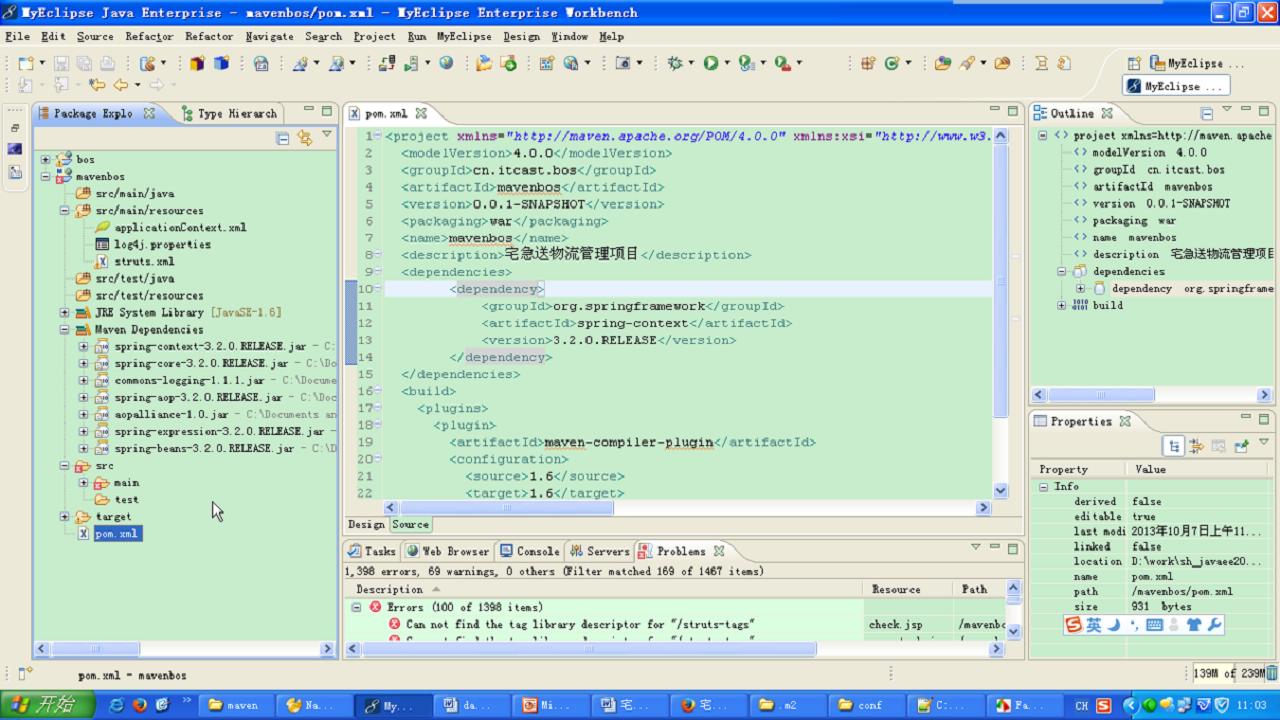 MyEclipse Java Enterprise - mavenbos/pom.xml - MyEclipse Enterprise Workbench
File Edit Source Refactor Refactor Navigate Search Project Run MyEclipse Design Window Help
MyEclipse ...
MyEclipse ...
Package Explo
Type Hierarchy
bos
mavenbos
src/main/java
src/main/resources
applicationContext.xml
log4j.properties
struts.xml
src/test/java
src/test/resources
JRE System Library [JavaSE-1.6]
Maven Dependencies
spring-context-3.2.0.RELEASE.jar - C:
spring-core-3.2.0.RELEASE.jar - C:\Do
commons-logging-1.1.1.jar - C:\Docume
spring-aop-3.2.0.RELEASE.jar - C:\Doc
aopalliance-1.0.jar - C:\Documents an
spring-expression-3.2.0.RELEASE.jar -
spring-beans-3.2.0.RELEASE.jar - C:\D
src
main
test
target
pom.xml
pom.xml
1 <project xmlns="http://maven.apache.org/POM/4.0.0" xmlns:xsi="http://www.w3.
2 <modelVersion>4.0.0</modelVersion>
3 <groupId>cn.itcast.bos</groupId>
4 <artifactId>mavenbos</artifactId>
5 <version>0.0.1-SNAPSHOT</version>
6 <packaging>war</packaging>
7 <name>mavenbos</name>
8 <description>宅急送物流管理项目</description>
9 <dependencies>
10 <dependency>
11 <groupId>org.springframework</groupId>
12 <artifactId>spring-context</artifactId>
13 <version>3.2.0.RELEASE</version>
14 </dependency>
15 </dependencies>
16 <build>
17 <plugins>
18 <plugin>
19 <artifactId>maven-compiler-plugin</artifactId>
20 <configuration>
21 <source>1.6</source>
22 <target>1.6</target>
Design Source
Outline
project xmlns=http://maven.apache
modelVersion 4.0.0
groupId cn.itcast.bos
artifactId mavenbos
version 0.0.1-SNAPSHOT
packaging war
name mavenbos
description 宅急送物流管理项目
dependencies
dependency org.springframe
build
Properties
Property Value
Info
derived false
editable true
last modi 2013年10月7日上午11...
linked false
location D:\work\sh_javaee20...
name pom.xml
path /mavenbos/pom.xml
size 931 bytes
英
Tasks Web Browser Console Servers Problems
1,398 errors, 69 warnings, 0 others (Filter matched 169 of 1467 items)
Description Resource Path
Errors (100 of 1398 items)
Can not find the tag library descriptor for "/struts-tags" check.jsp /mavenbo
pom.xml - mavenbos
139M of 239M
开始 maven Na... My... da... Mi... 宅... 宅... .m2 conf C:... Fa... CH 11:03